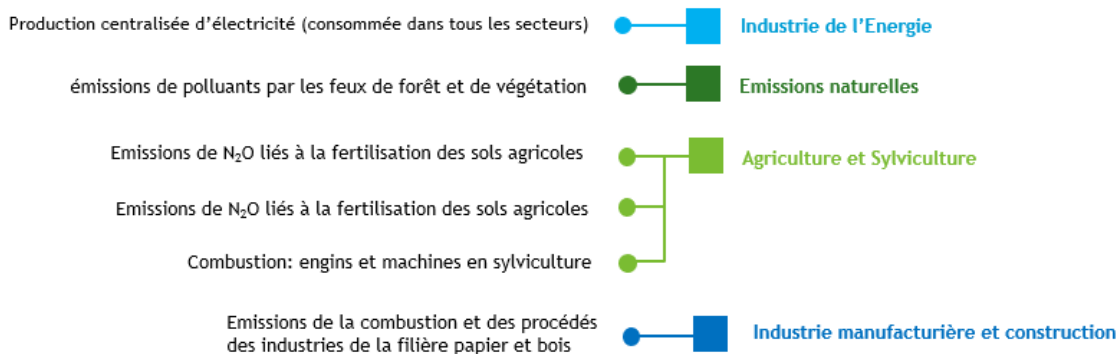 Production centralisée d’électricité (consommée dans tous les secteurs)
Industrie de l’Energie
émissions de polluants par les feux de forêt et de végétation
Emissions naturelles
Emissions de N₂O liés à la fertilisation des sols agricoles
Agriculture et Sylviculture
Emissions de N₂O liés à la fertilisation des sols agricoles
Combustion: engins et machines en sylviculture
Emissions de la combustion et des procédés
des industries de la filière papier et bois
Industrie manufacturière et construction